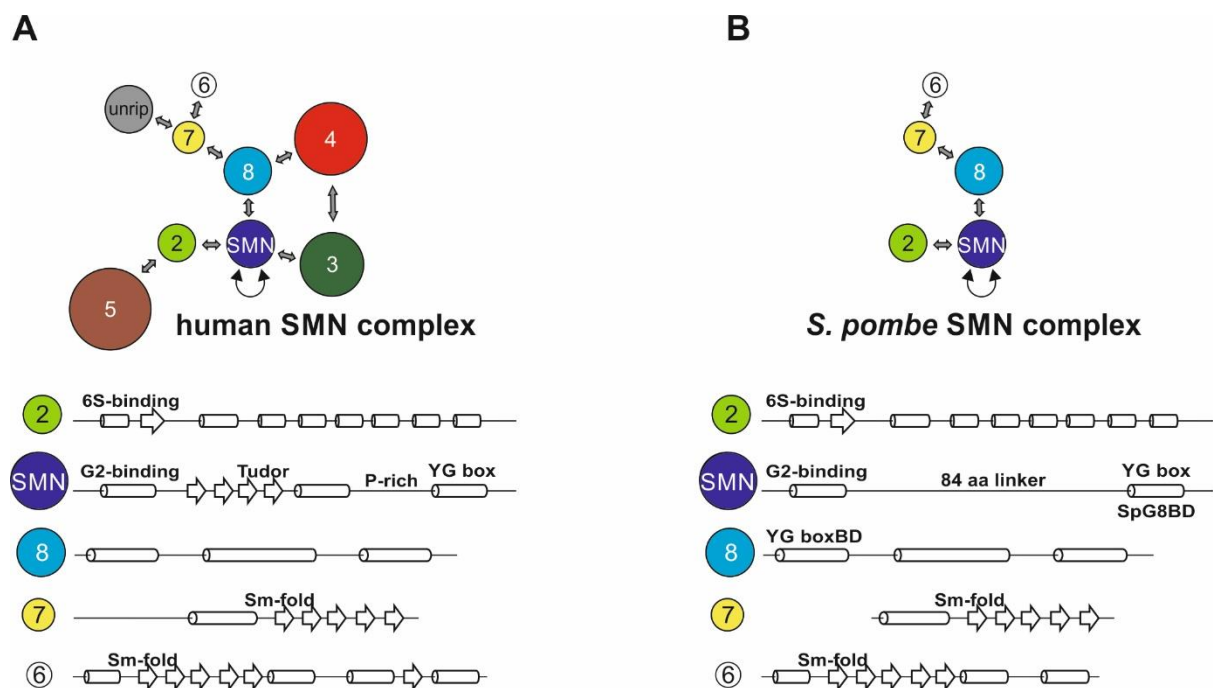 A
6
unrip
7
4
8
2
SMN
3
5
human SMN complex
2
6S-binding
SMN
G2-binding
Tudor
P-rich
YG box
8
7
Sm-fold
6
Sm-fold
B
6
7
8
2
SMN
S. pombe SMN complex
2
6S-binding
SMN
G2-binding
84 aa linker
YG box
SpG8BD
8
YG boxBD
7
Sm-fold
6
Sm-fold